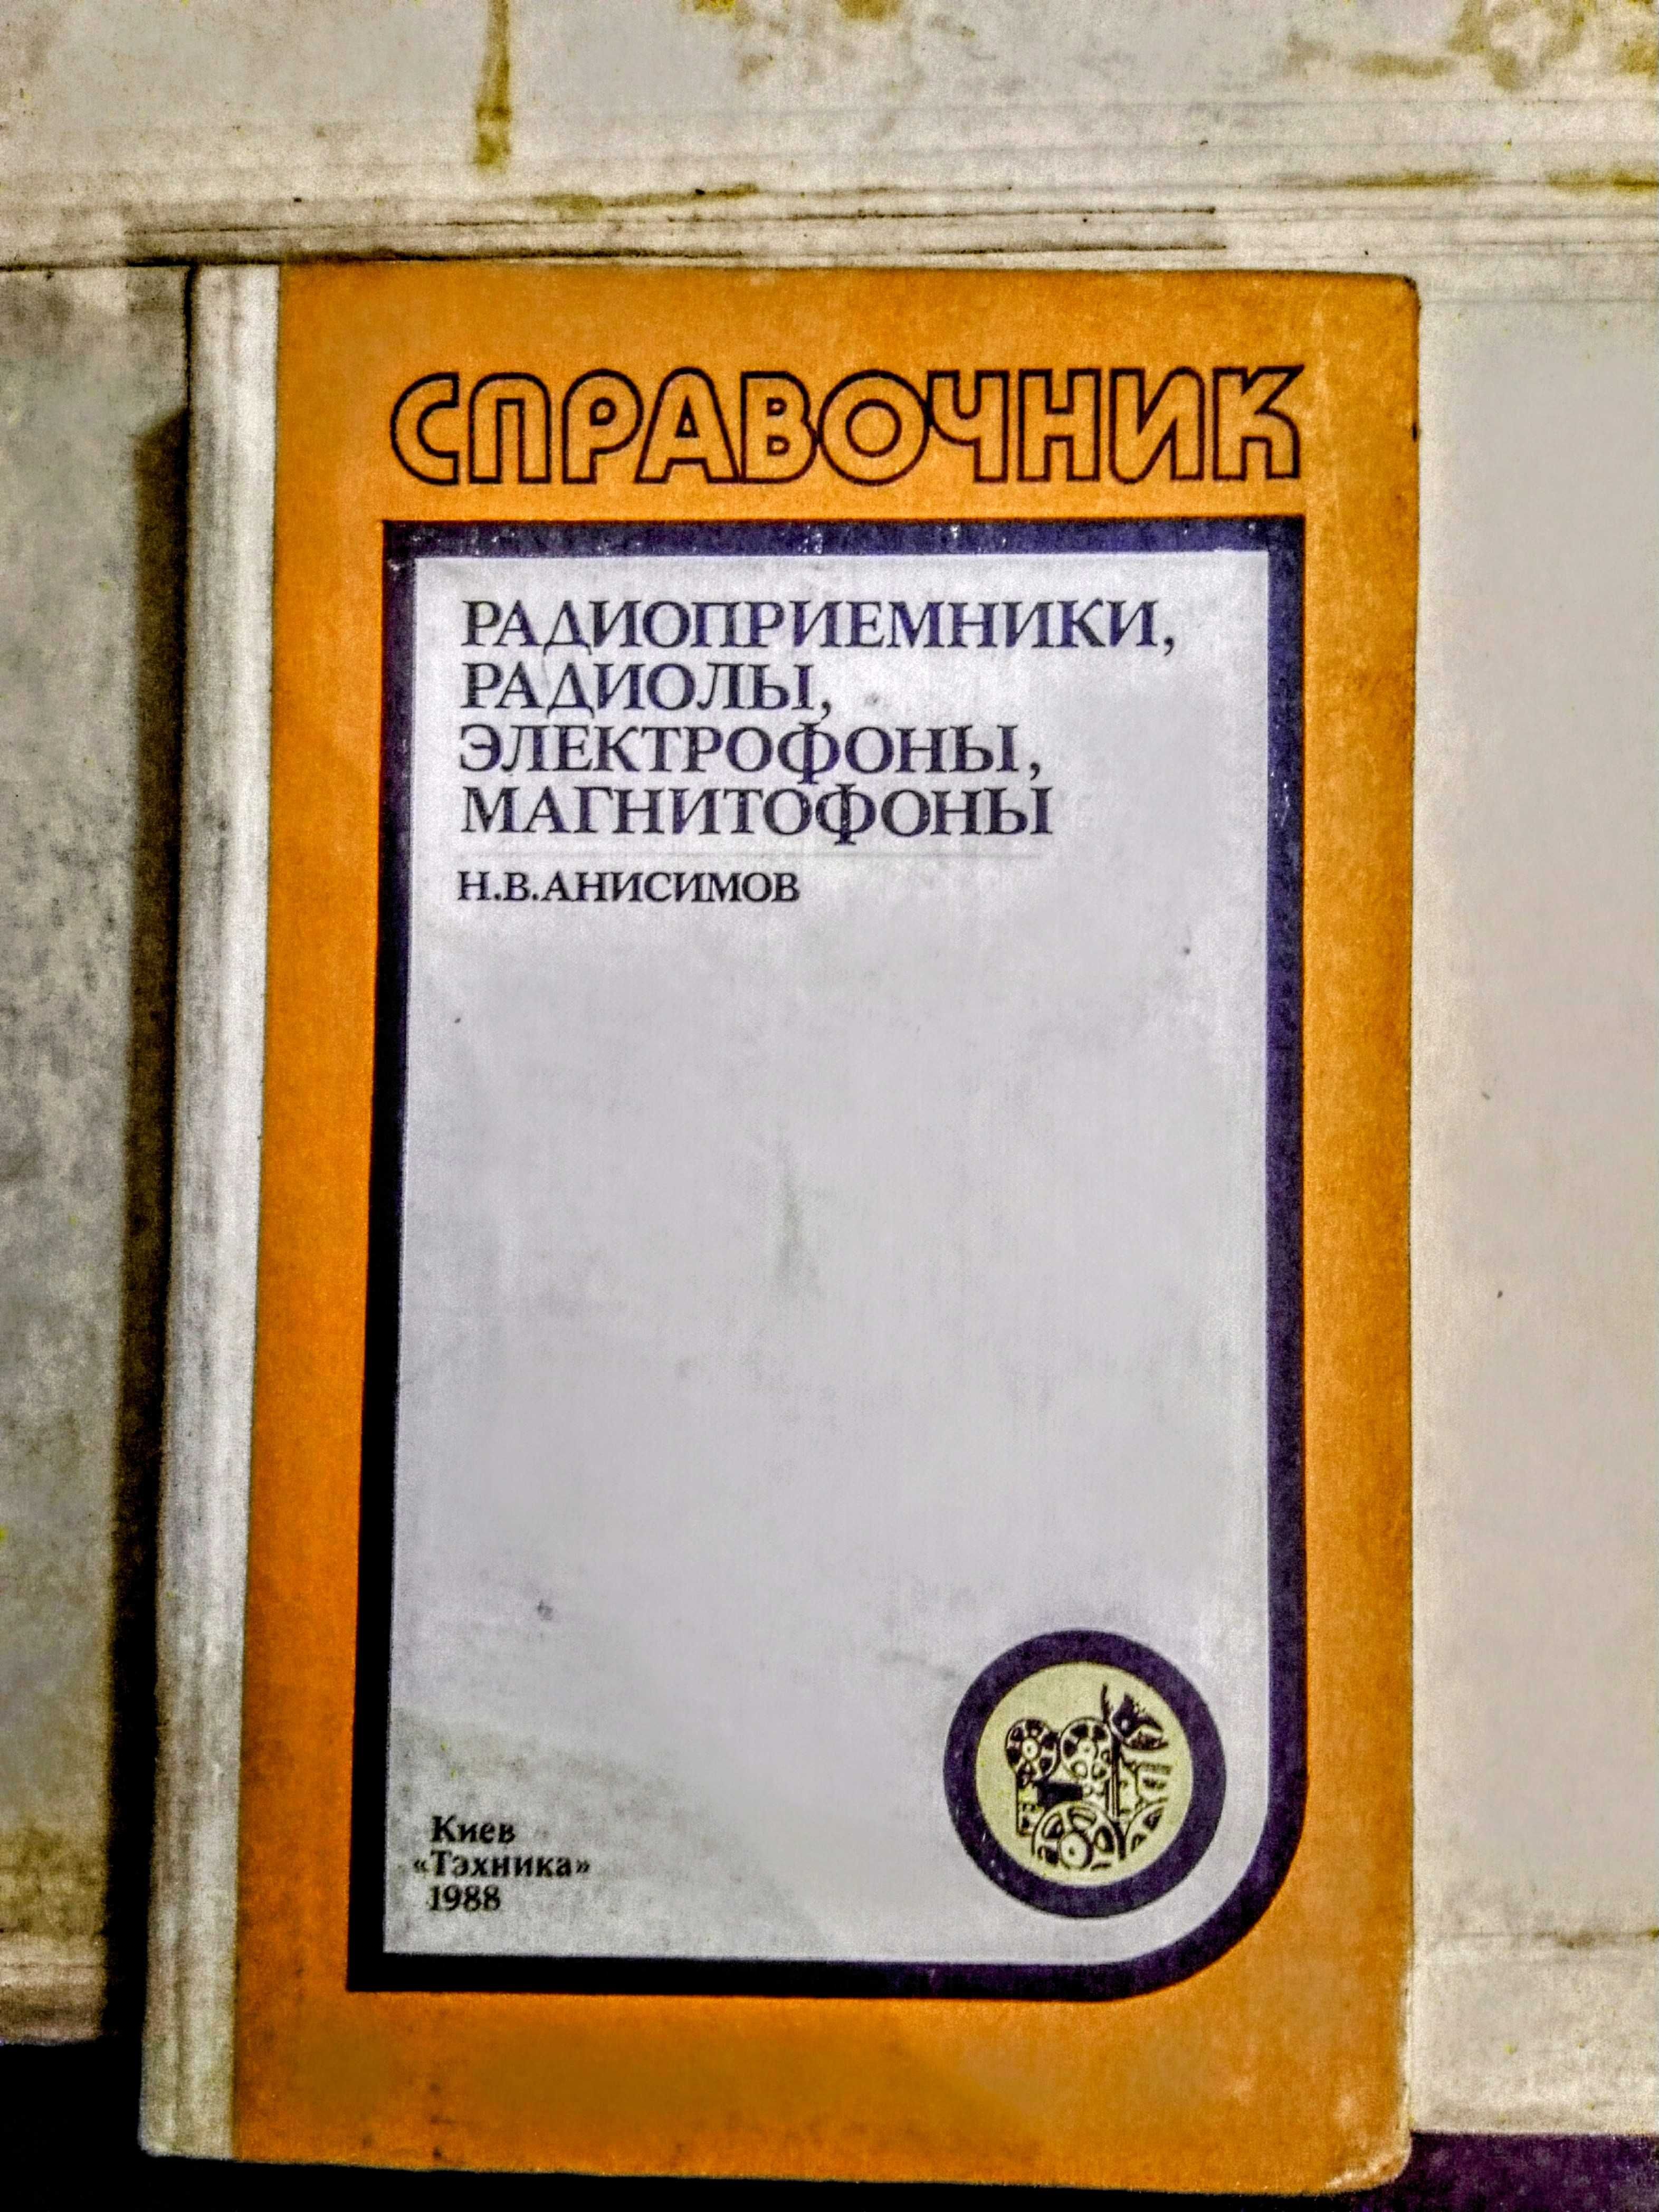 СПРАВОЧНИК
РАДИОПРИЕМНИКИ,
РАДИОЛЫ,
ЭЛЕКТРОФОНЫ,
МАГНИТОФОНЫ
Н.В.АНИСИМОВ
Киев
«Тэхника»
1988